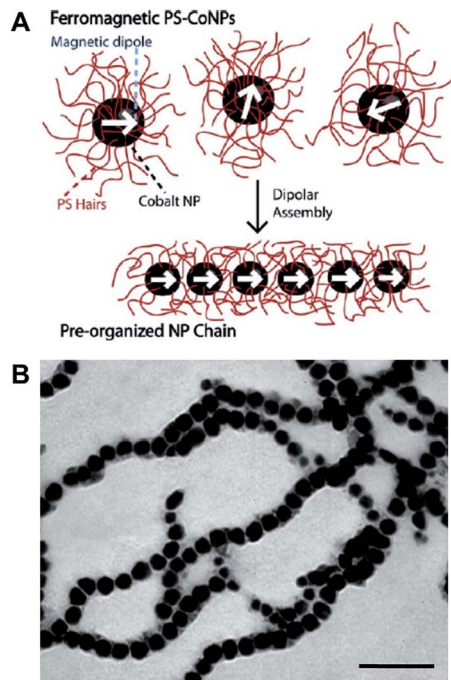 A
Ferromagnetic PS-CoNPs
Magnetic dipole
PS Hairs
Cobalt NP
Dipolar
Assembly
Pre-organized NP Chain
B